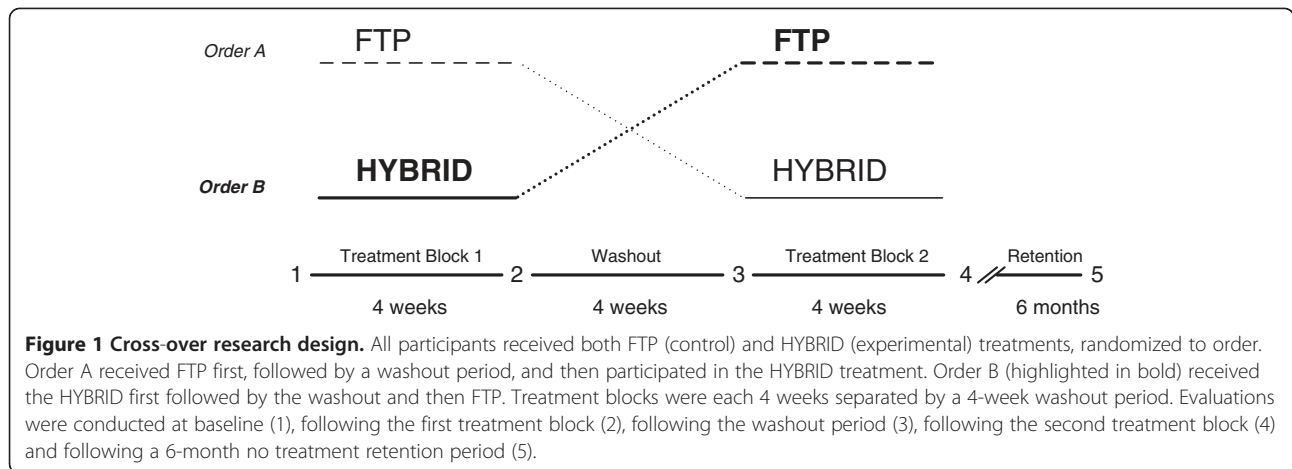 Order A FTP FTP
Order B HYBRID HYBRID
Treatment Block 1 Washout Treatment Block 2 Retention
1 2 3 4 5
4 weeks 4 weeks 4 weeks 6 months
Figure 1 Cross-over research design. All participants received both FTP (control) and HYBRID (experimental) treatments, randomized to order.
Order A received FTP first, followed by a washout period, and then participated in the HYBRID treatment. Order B (highlighted in bold) received
the HYBRID first followed by the washout and then FTP. Treatment blocks were each 4 weeks separated by a 4-week washout period. Evaluations
were conducted at baseline (1), following the first treatment block (2), following the washout period (3), following the second treatment block (4)
and following a 6-month no treatment retention period (5).